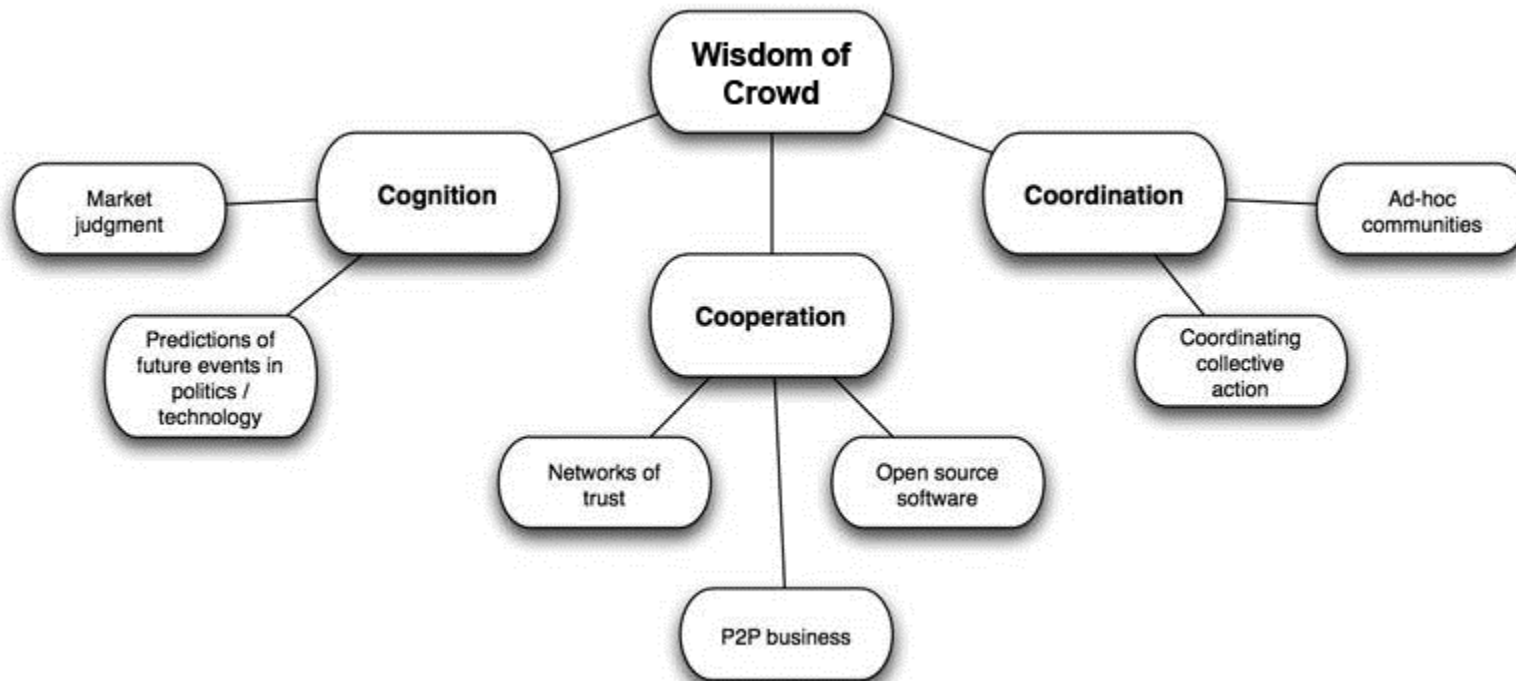 Wisdom of
Crowd
Cognition
Coordination
Market
judgment
Ad-hoc
communities
Cooperation
Predictions of
future events in
politics /
technology
Coordinating
collective
action
Networks of
trust
Open source
software
P2P business